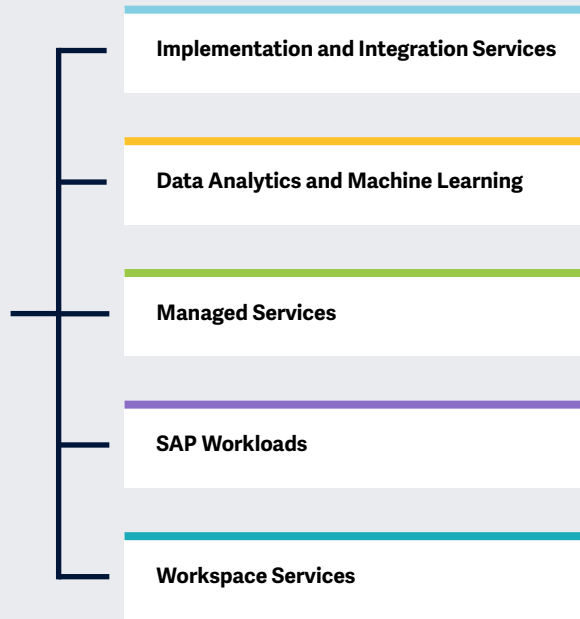 Implementation and Integration Services
Data Analytics and Machine Learning
Managed Services
SAP Workloads
Workspace Services